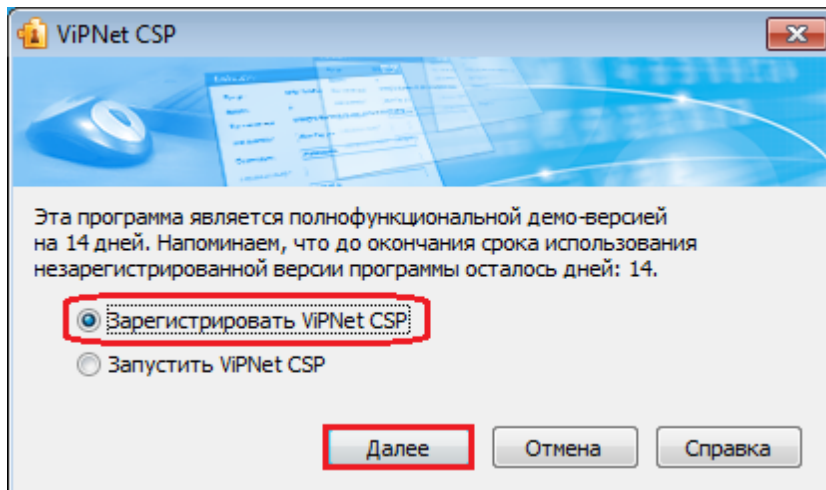 ViPNet CSP
Эта программа является полнофункциональной демо-версией
на 14 дней. Напоминаем, что до окончания срока использования
незарегистрированной версии программы осталось дней: 14.
Зарегистрировать ViPNet CSP
Запустить ViPNet CSP
Далее
Отмена
Справка